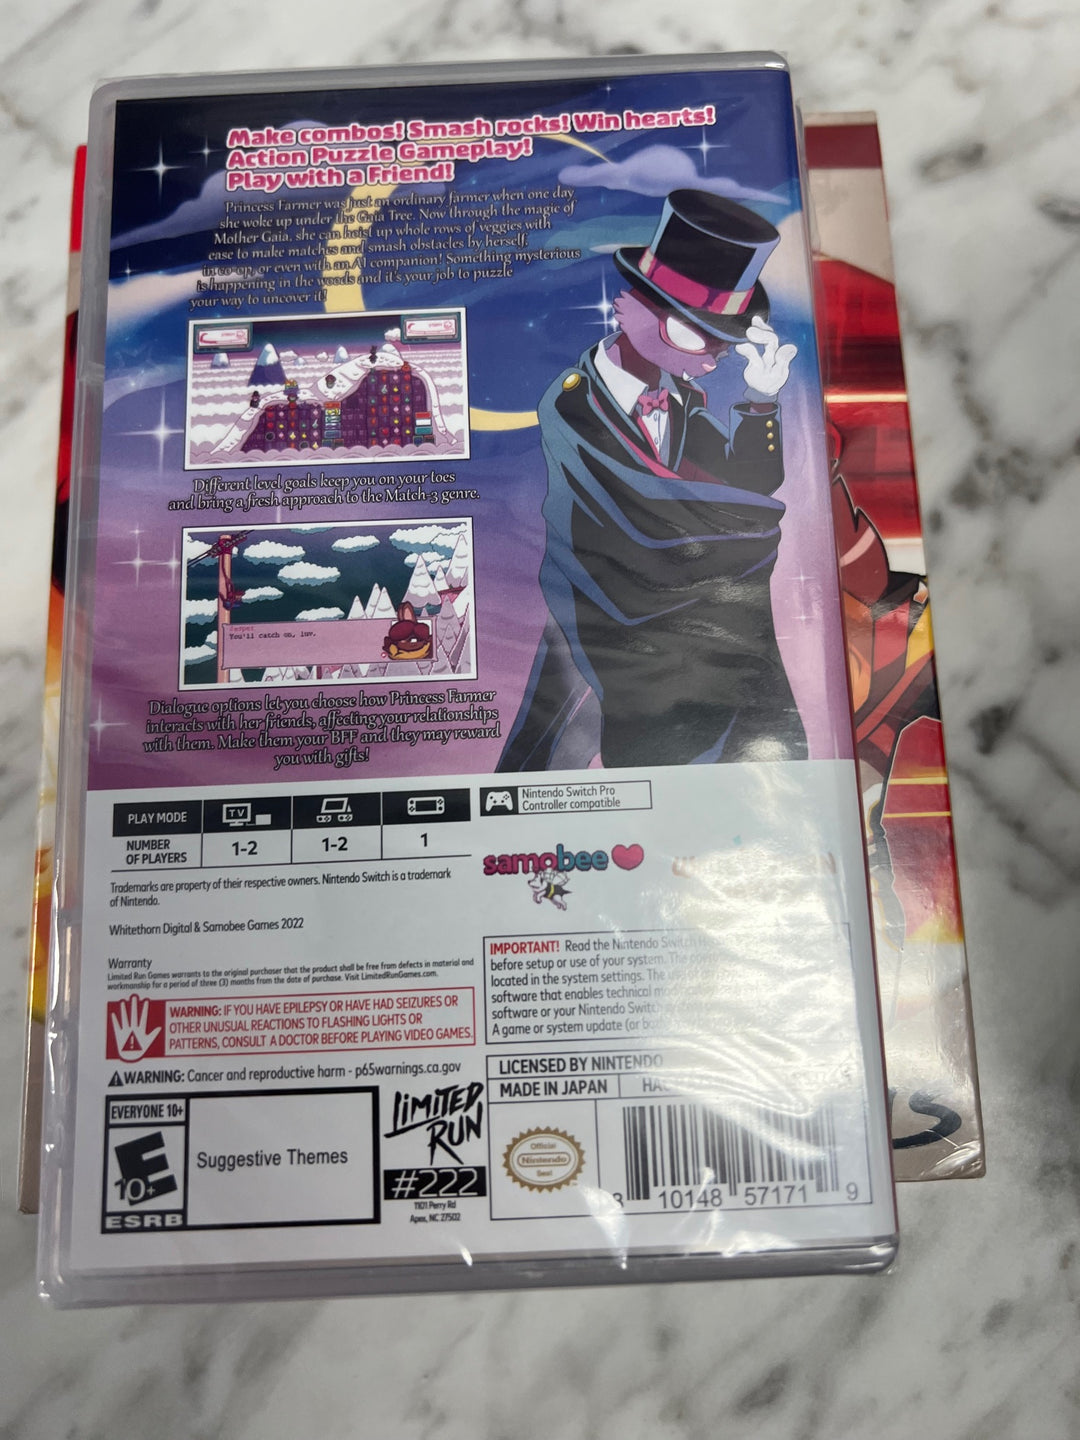 Make combos! Smash rocks! Win hearts!
Action Puzzle Gameplay!
Play with a Friend!
Princess Farmer was just an ordinary farmer when one day
she woke up under the Gaia Tree. Now through the magic of
Mother Gaia, she can hoist up whole rows of veggies with
ease to make matches and smash obstacles by herself,
in co-op, or even with an AI companion! Something mysterious
is happening in the woods and it's your job to puzzle
your way to uncover it!
Different level goals keep you on your toes
and bring a fresh approach to the Match-3 genre.
Jasper
You'll catch on, luv.
Dialogue options let you choose how Princess Farmer
interacts with her friends, affecting your relationships
with them. Make them your BFF and they may reward
you with gifts!
PLAY MODE
TV
NUMBER
OF PLAYERS
1-2
1-2
1
Nintendo Switch Pro
Controller compatible
samobee
Trademarks are property of their respective owners. Nintendo Switch is a trademark
of Nintendo.
Whitethorn Digital & Samobee Games 2022
Warranty
Limited Run Games warrants to the original purchaser that the product shall be free from defects in material and
workmanship for a period of three (3) months from the date of purchase. Visit LimitedRunGames.com.
WARNING: IF YOU HAVE EPILEPSY OR HAVE HAD SEIZURES OR
OTHER UNUSUAL REACTIONS TO FLASHING LIGHTS OR
PATTERNS, CONSULT A DOCTOR BEFORE PLAYING VIDEO GAMES.
WARNING: Cancer and reproductive harm - p65warnings.ca.gov
IMPORTANT! Read the Nintendo Switch
before setup or use of your system. The
located in the system settings. The
software that enables technical
software or your Nintendo Switch
A game or system update (or
LICENSED BY NINTENDO
MADE IN JAPAN
EVERYONE 10+
E
10+
ESRB
Suggestive Themes
LIMITED
RUN
#222
1101 Perry Rd
Apex, NC 27502
Official
Nintendo
Seal
8 10148 57171 9